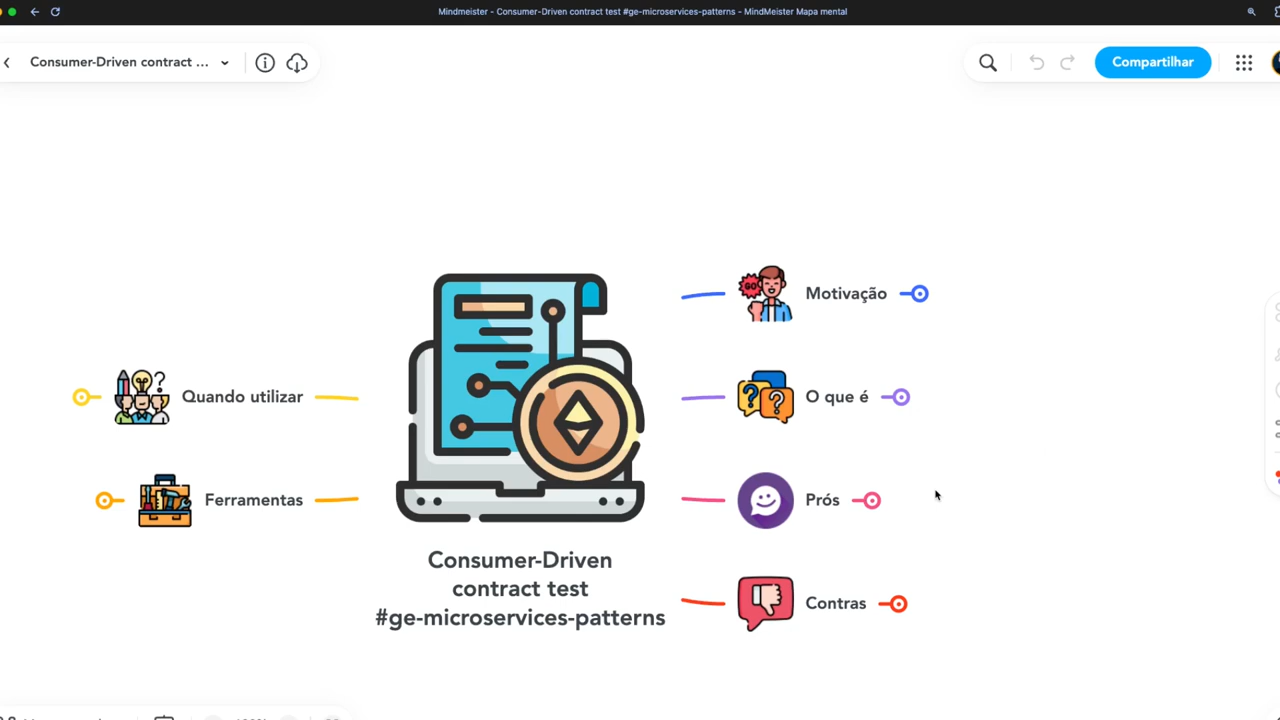 Mindmeister - Consumer-Driven contract test #ge-microservices-patterns - MindMeister Mapa mental
Consumer-Driven contract ...
Compartilhar
GO
Motivação
Quando utilizar
O que é
Ferramentas
Prós
Consumer-Driven
contract test
#ge-microservices-patterns
Contras